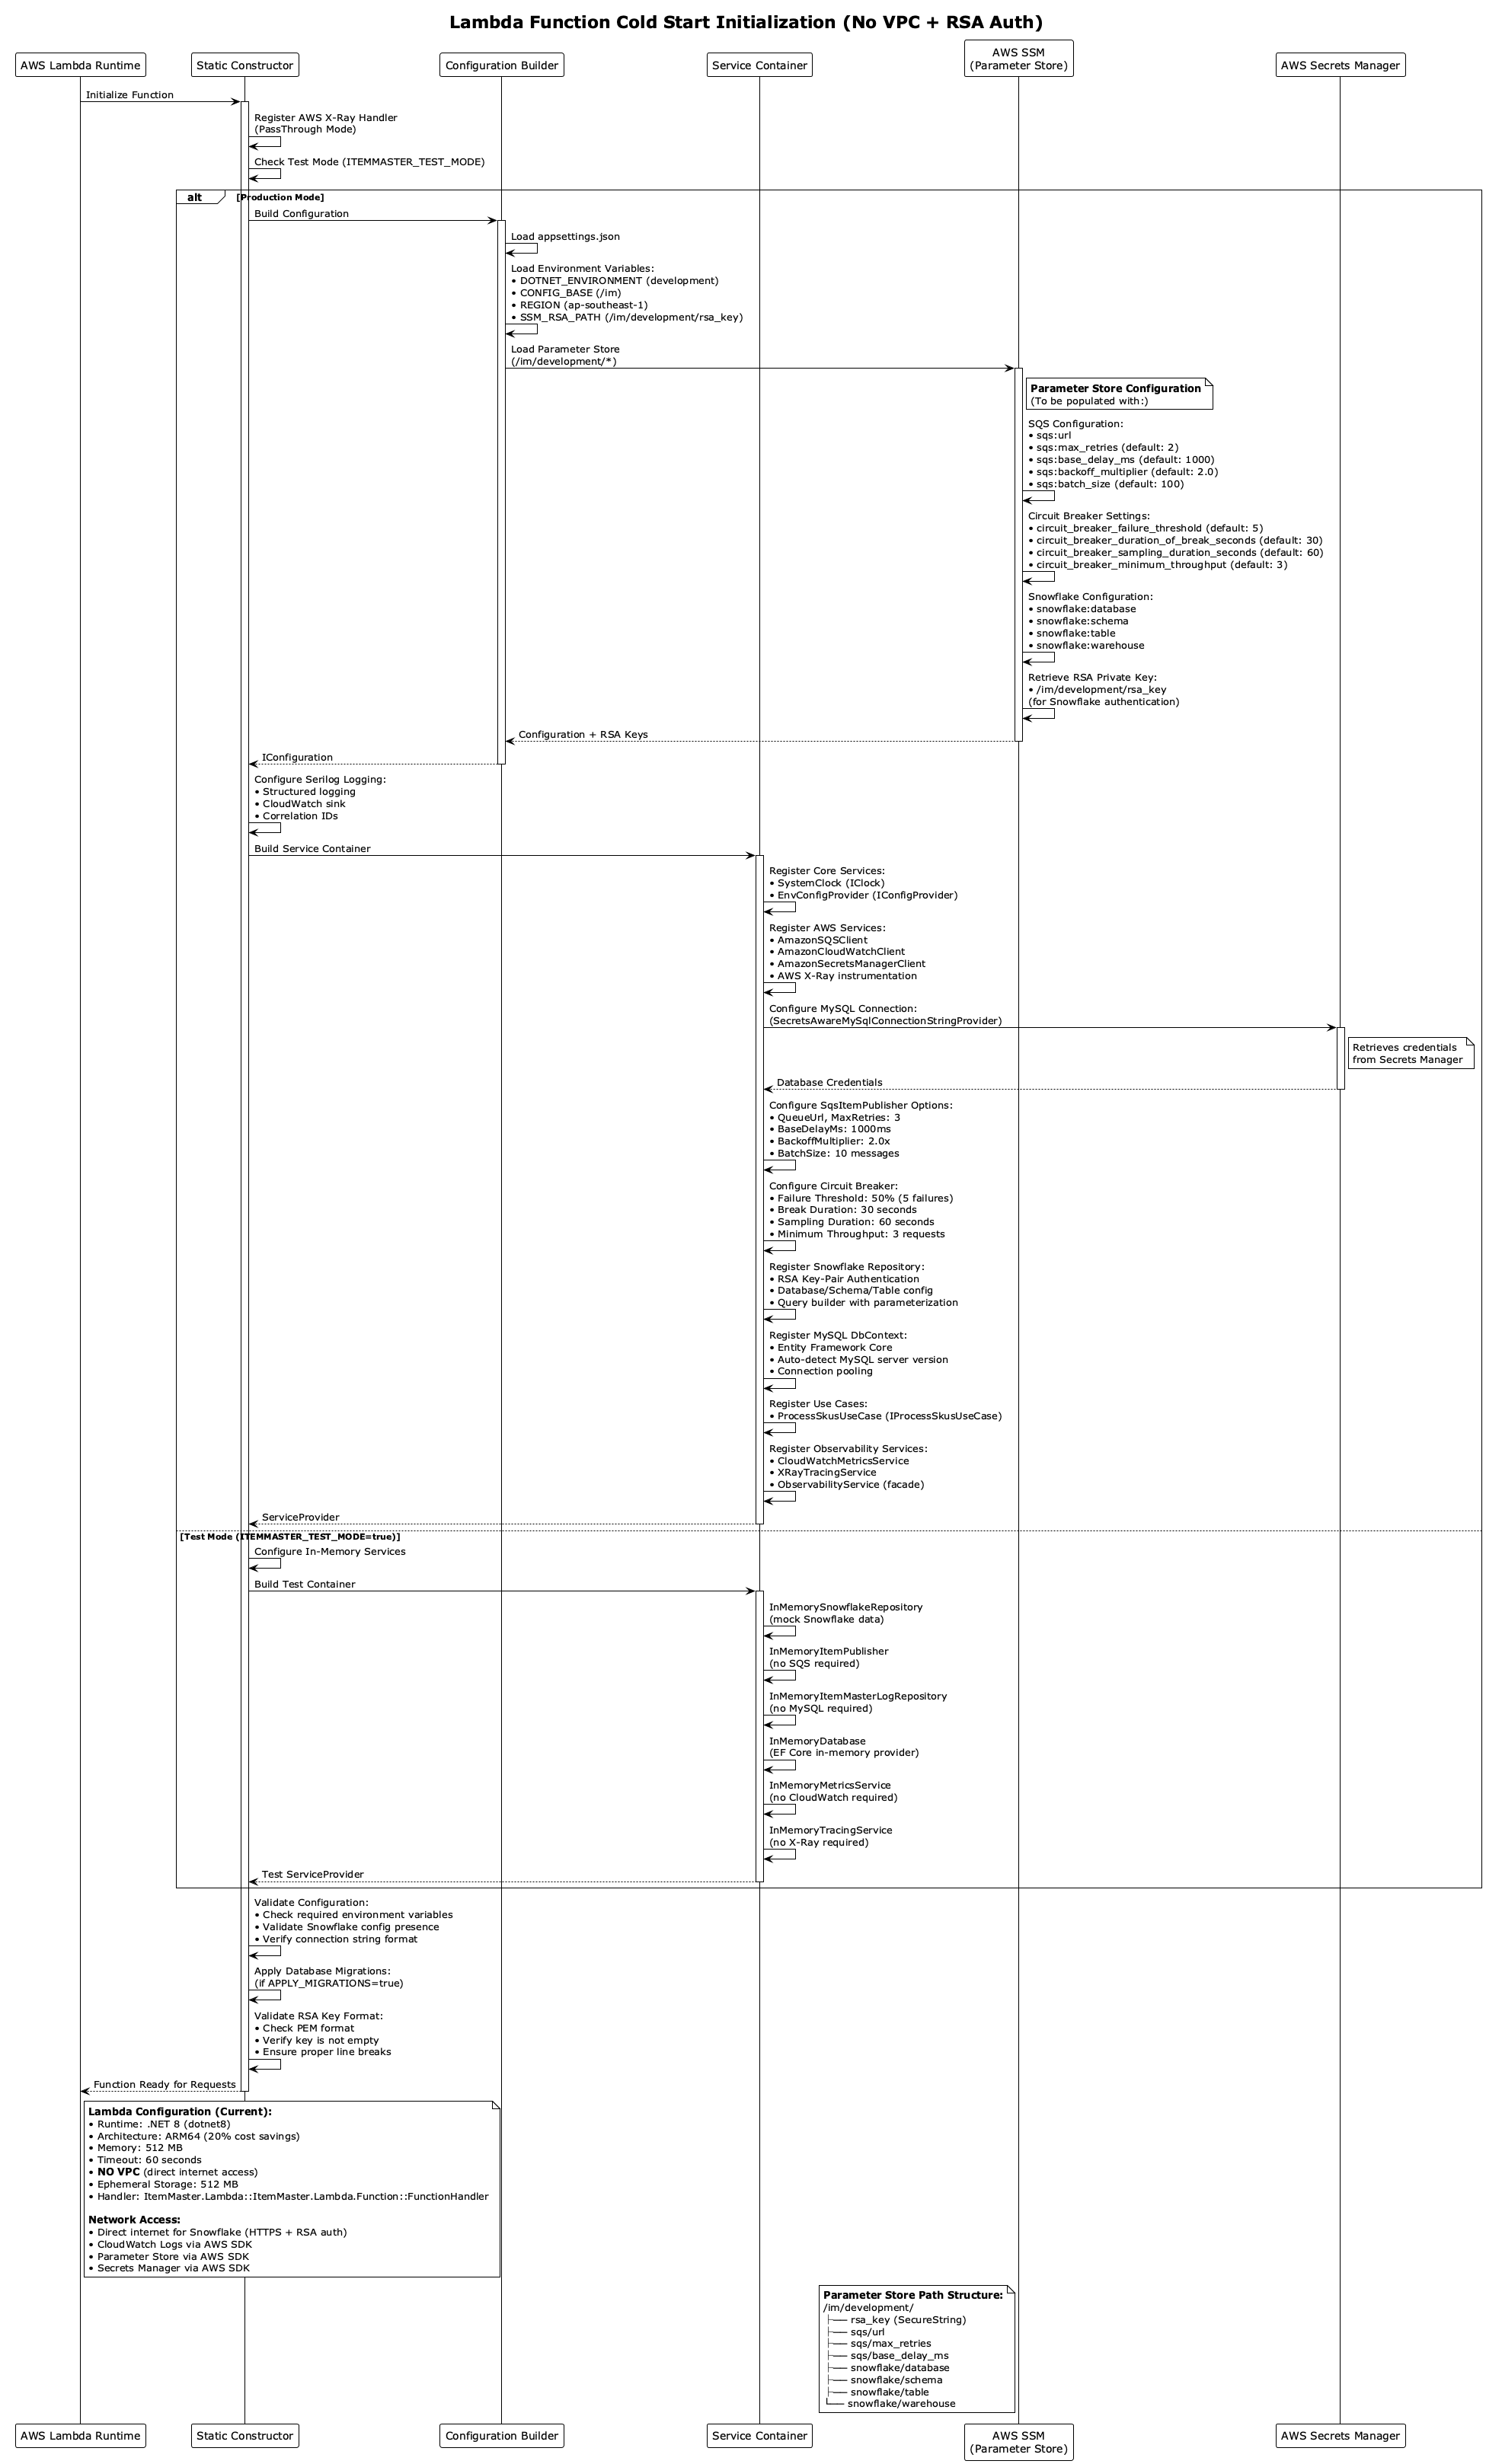 Lambda Function Cold Start Initialization (No VPC + RSA Auth)
AWS Lambda Runtime
Static Constructor
Configuration Builder
Service Container
AWS SSM
(Parameter Store)
AWS Secrets Manager
Initialize Function
Register AWS X-Ray Handler
(PassThrough Mode)
Check Test Mode (ITEMMASTER_TEST_MODE)
alt
[Production Mode]
Build Configuration
Load appsettings.json
Load Environment Variables:
• DOTNET_ENVIRONMENT (development)
• CONFIG_BASE (/im)
• REGION (ap-southeast-1)
• SSM_RSA_PATH (/im/development/rsa_key)
Load Parameter Store
(/im/development/*)
Parameter Store Configuration
(To be populated with:)
SQS Configuration:
• sqs:url
• sqs:max_retries (default: 2)
• sqs:base_delay_ms (default: 1000)
• sqs:backoff_multiplier (default: 2.0)
• sqs:batch_size (default: 100)
Circuit Breaker Settings:
• circuit_breaker_failure_threshold (default: 5)
• circuit_breaker_duration_of_break_seconds (default: 30)
• circuit_breaker_sampling_duration_seconds (default: 60)
• circuit_breaker_minimum_throughput (default: 3)
Snowflake Configuration:
• snowflake:database
• snowflake:schema
• snowflake:table
• snowflake:warehouse
Retrieve RSA Private Key:
• /im/development/rsa_key
(for Snowflake authentication)
Configuration + RSA Keys
IConfiguration
Configure Serilog Logging:
• Structured logging
• CloudWatch sink
• Correlation IDs
Build Service Container
Register Core Services:
• SystemClock (IClock)
• EnvConfigProvider (IConfigProvider)
Register AWS Services:
• AmazonSQSClient
• AmazonCloudWatchClient
• AmazonSecretsManagerClient
• AWS X-Ray instrumentation
Configure MySQL Connection:
(SecretsAwareMySqlConnectionStringProvider)
Retrieves credentials
from Secrets Manager
Database Credentials
Configure SqsItemPublisher Options:
• QueueUrl, MaxRetries: 3
• BaseDelayMs: 1000ms
• BackoffMultiplier: 2.0x
• BatchSize: 10 messages
Configure Circuit Breaker:
• Failure Threshold: 50% (5 failures)
• Break Duration: 30 seconds
• Sampling Duration: 60 seconds
• Minimum Throughput: 3 requests
Register Snowflake Repository:
• RSA Key-Pair Authentication
• Database/Schema/Table config
• Query builder with parameterization
Register MySQL DbContext:
• Entity Framework Core
• Auto-detect MySQL server version
• Connection pooling
Register Use Cases:
• ProcessSkusUseCase (IProcessSkusUseCase)
Register Observability Services:
• CloudWatchMetricsService
• XRayTracingService
• ObservabilityService (facade)
ServiceProvider
[Test Mode (ITEMMASTER_TEST_MODE=true)]
Configure In-Memory Services
Build Test Container
InMemorySnowflakeRepository
(mock Snowflake data)
InMemoryItemPublisher
(no SQS required)
InMemoryItemMasterLogRepository
(no MySQL required)
InMemoryDatabase
(EF Core in-memory provider)
InMemoryMetricsService
(no CloudWatch required)
InMemoryTracingService
(no X-Ray required)
Test ServiceProvider
Validate Configuration:
• Check required environment variables
• Validate Snowflake config presence
• Verify connection string format
Apply Database Migrations:
(if APPLY_MIGRATIONS=true)
Validate RSA Key Format:
• Check PEM format
• Verify key is not empty
• Ensure proper line breaks
Function Ready for Requests
Lambda Configuration (Current):
• Runtime: .NET 8 (dotnet8)
• Architecture: ARM64 (20% cost savings)
• Memory: 512 MB
• Timeout: 60 seconds
• NO VPC (direct internet access)
• Ephemeral Storage: 512 MB
• Handler: ItemMaster.Lambda::ItemMaster.Lambda.Function::FunctionHandler
Network Access:
• Direct internet for Snowflake (HTTPS + RSA auth)
• CloudWatch Logs via AWS SDK
• Parameter Store via AWS SDK
• Secrets Manager via AWS SDK
Parameter Store Path Structure:
/im/development/
├── rsa_key (SecureString)
├── sqs/url
├── sqs/max_retries
├── sqs/base_delay_ms
├── snowflake/database
├── snowflake/schema
├── snowflake/table
└── snowflake/warehouse
AWS Lambda Runtime
Static Constructor
Configuration Builder
Service Container
AWS SSM
(Parameter Store)
AWS Secrets Manager